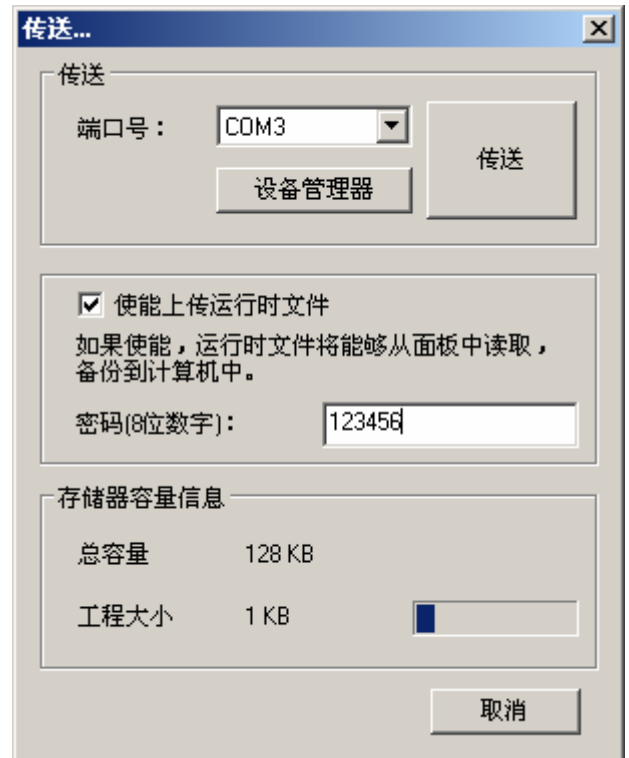 传送...
传送
端口号：
COM3
传送
设备管理器
使能上传运行时文件
如果使能，运行时文件将能够从面板中读取，
备份到计算机中。
密码(8位数字)：
123456
存储器容量信息
总容量 128 KB
工程大小 1 KB
取消